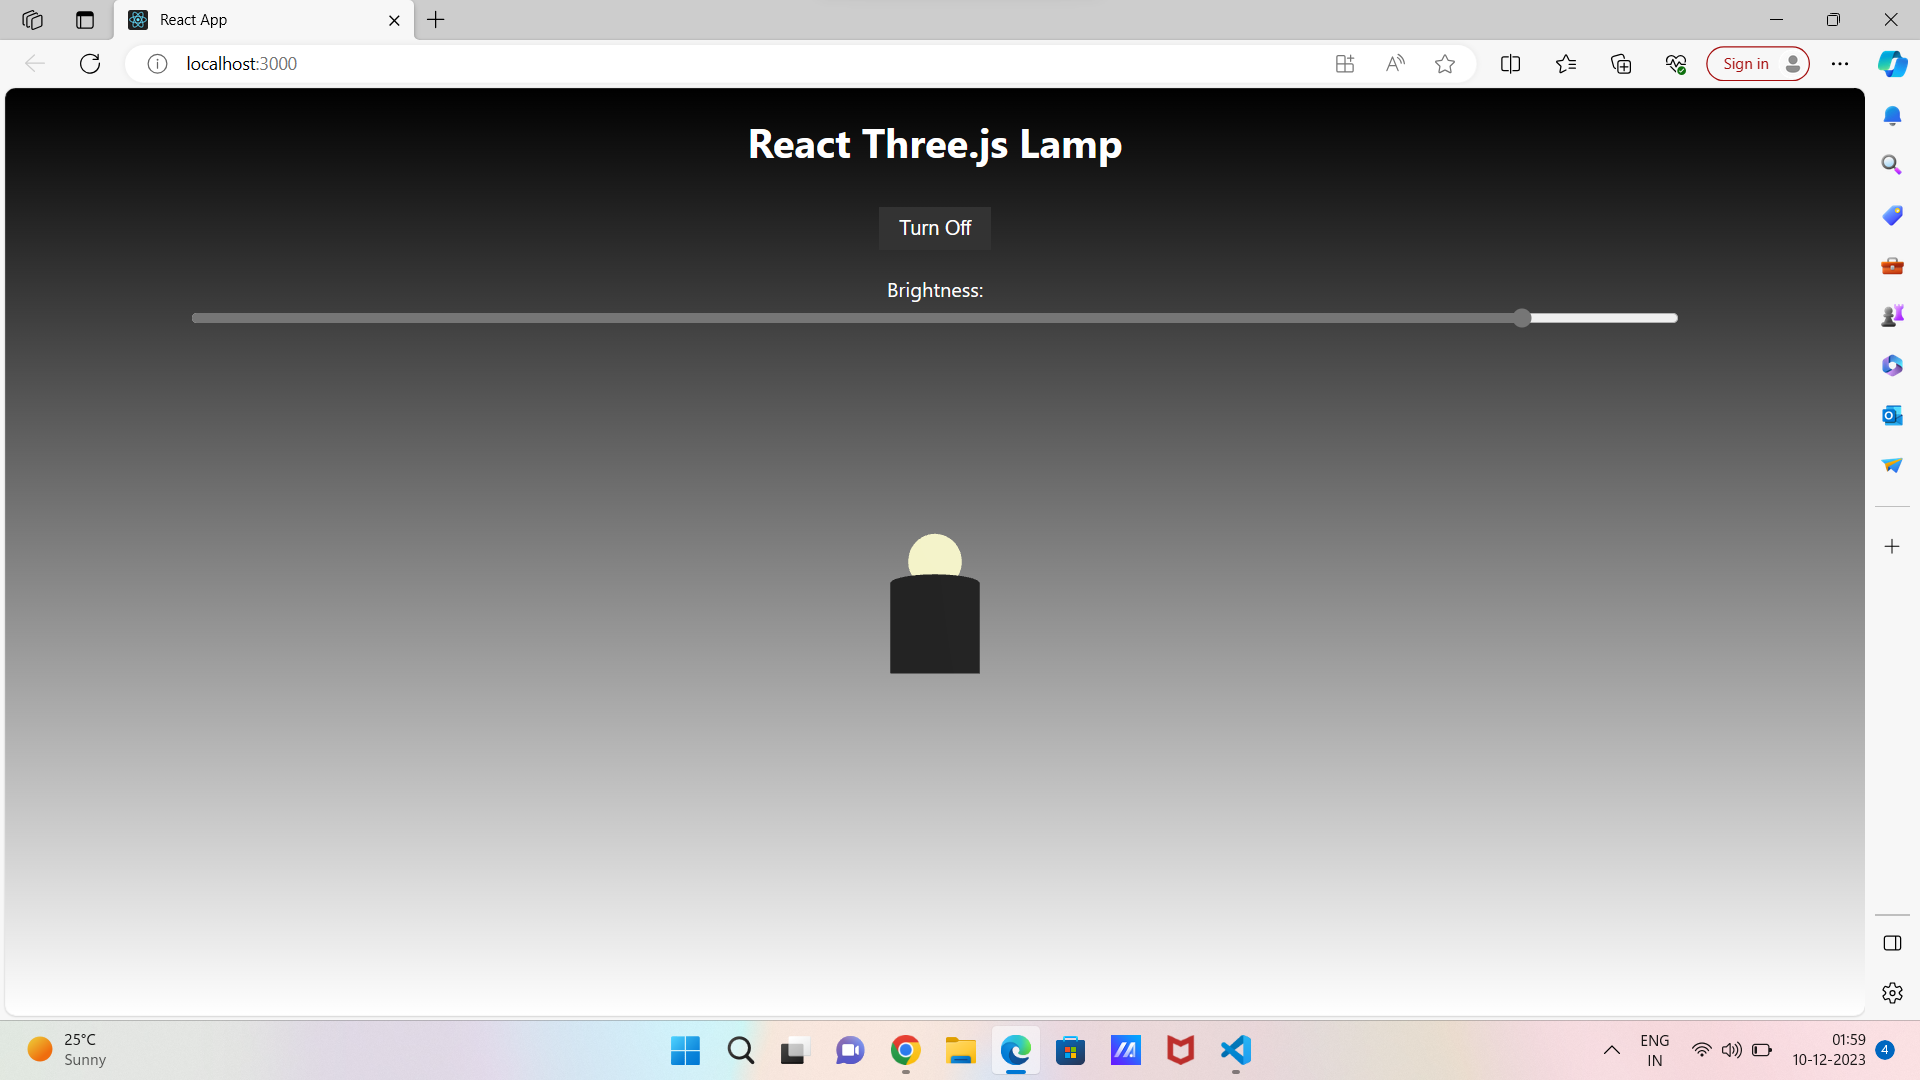 React App
localhost:3000
Sign in
React Three.js Lamp
Turn Off
Brightness:
25°C
Sunny
ENG
IN
01:59
10-12-2023
4